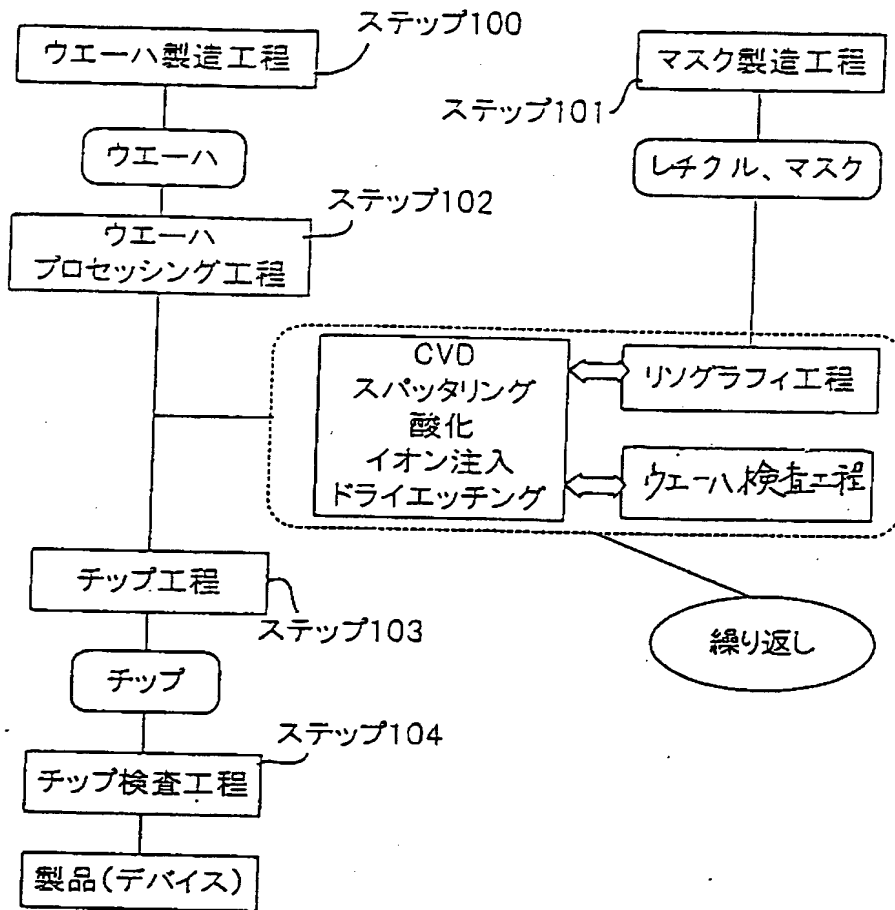 ステップ100
ウエーハ製造工程
マスク製造工程
ステップ101
ウエーハ
レチクル、マスク
ステップ102
ウエーハ
プロセッシング工程
CVD
スパッタリング
酸化
イオン注入
ドライエッチング
リソグラフィ工程
ウエーハ検査工程
チップ工程
ステップ103
繰り返し
チップ
ステップ104
チップ検査工程
製品(デバイス)